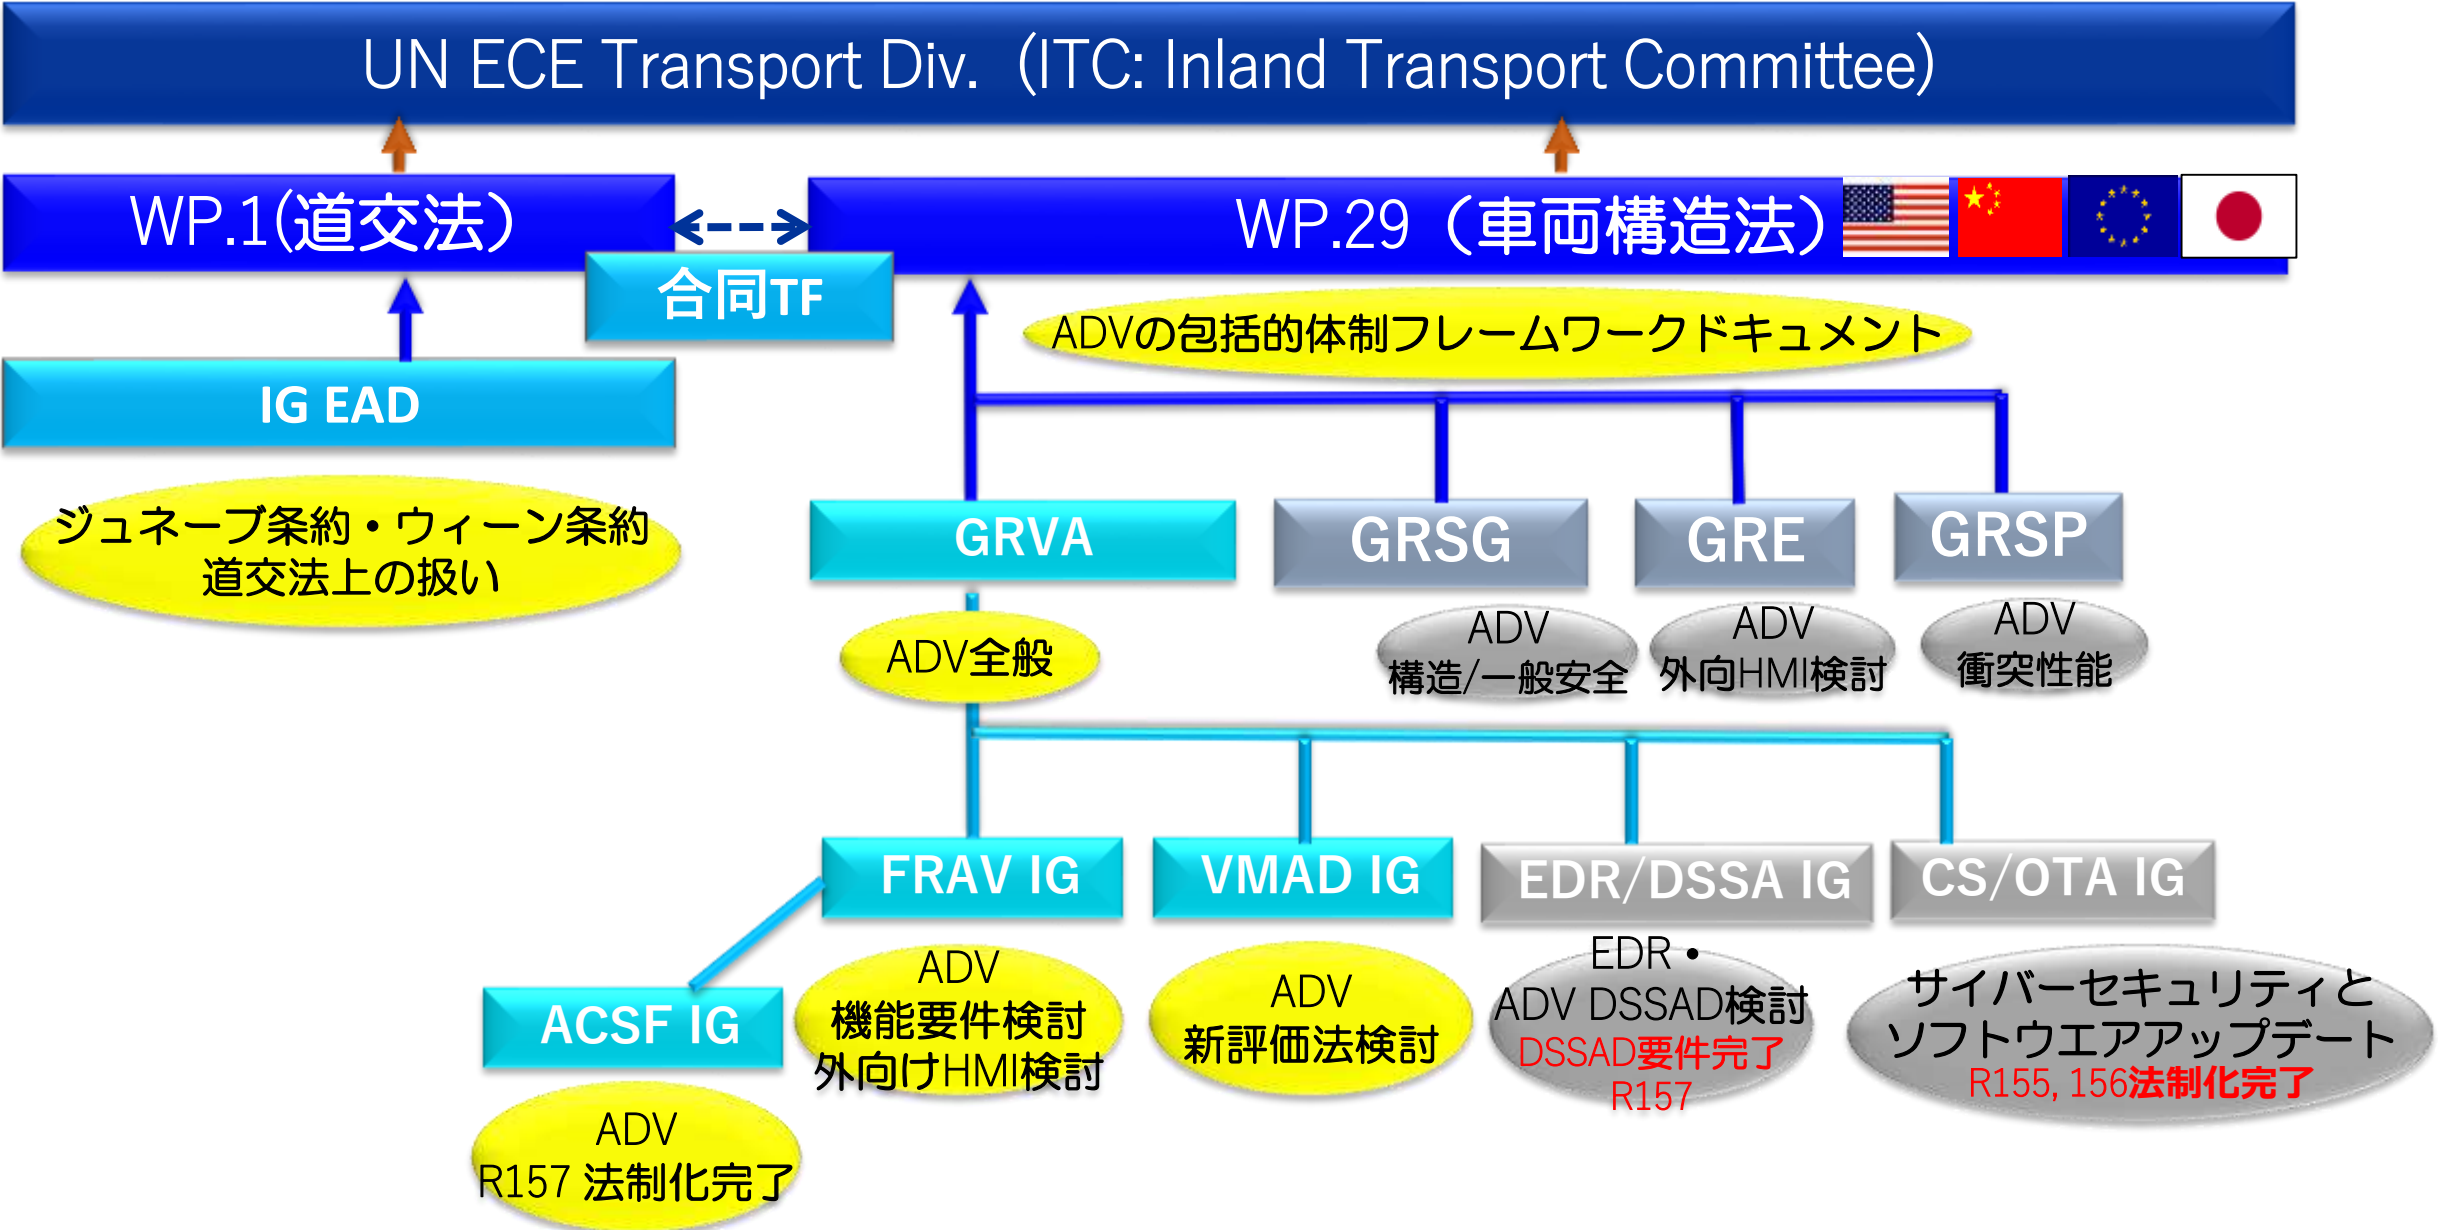 UN ECE Transport Div.  (ITC: Inland Transport Committee)
WP.1(道交法)
WP.29（車両構造法）
合同TF
ADVの包括的体制フレームワークドキュメント
IG EAD
ジュネーブ条約・ウィーン条約
道交法上の扱い
GRVA
GRSG
GRE
GRSP
ADV全般
ADV
構造/一般安全
ADV
外向HMI検討
ADV
衝突性能
FRAV IG
VMAD IG
EDR/DSSA IG
CS/OTA IG
ACSF IG
ADV
R157 法制化完了
ADV
機能要件検討
外向けHMI検討
ADV
新評価法検討
EDR・
ADV DSSAD検討
DSSAD要件完了
R157
サイバーセキュリティと
ソフトウエアアップデート
R155, 156法制化完了